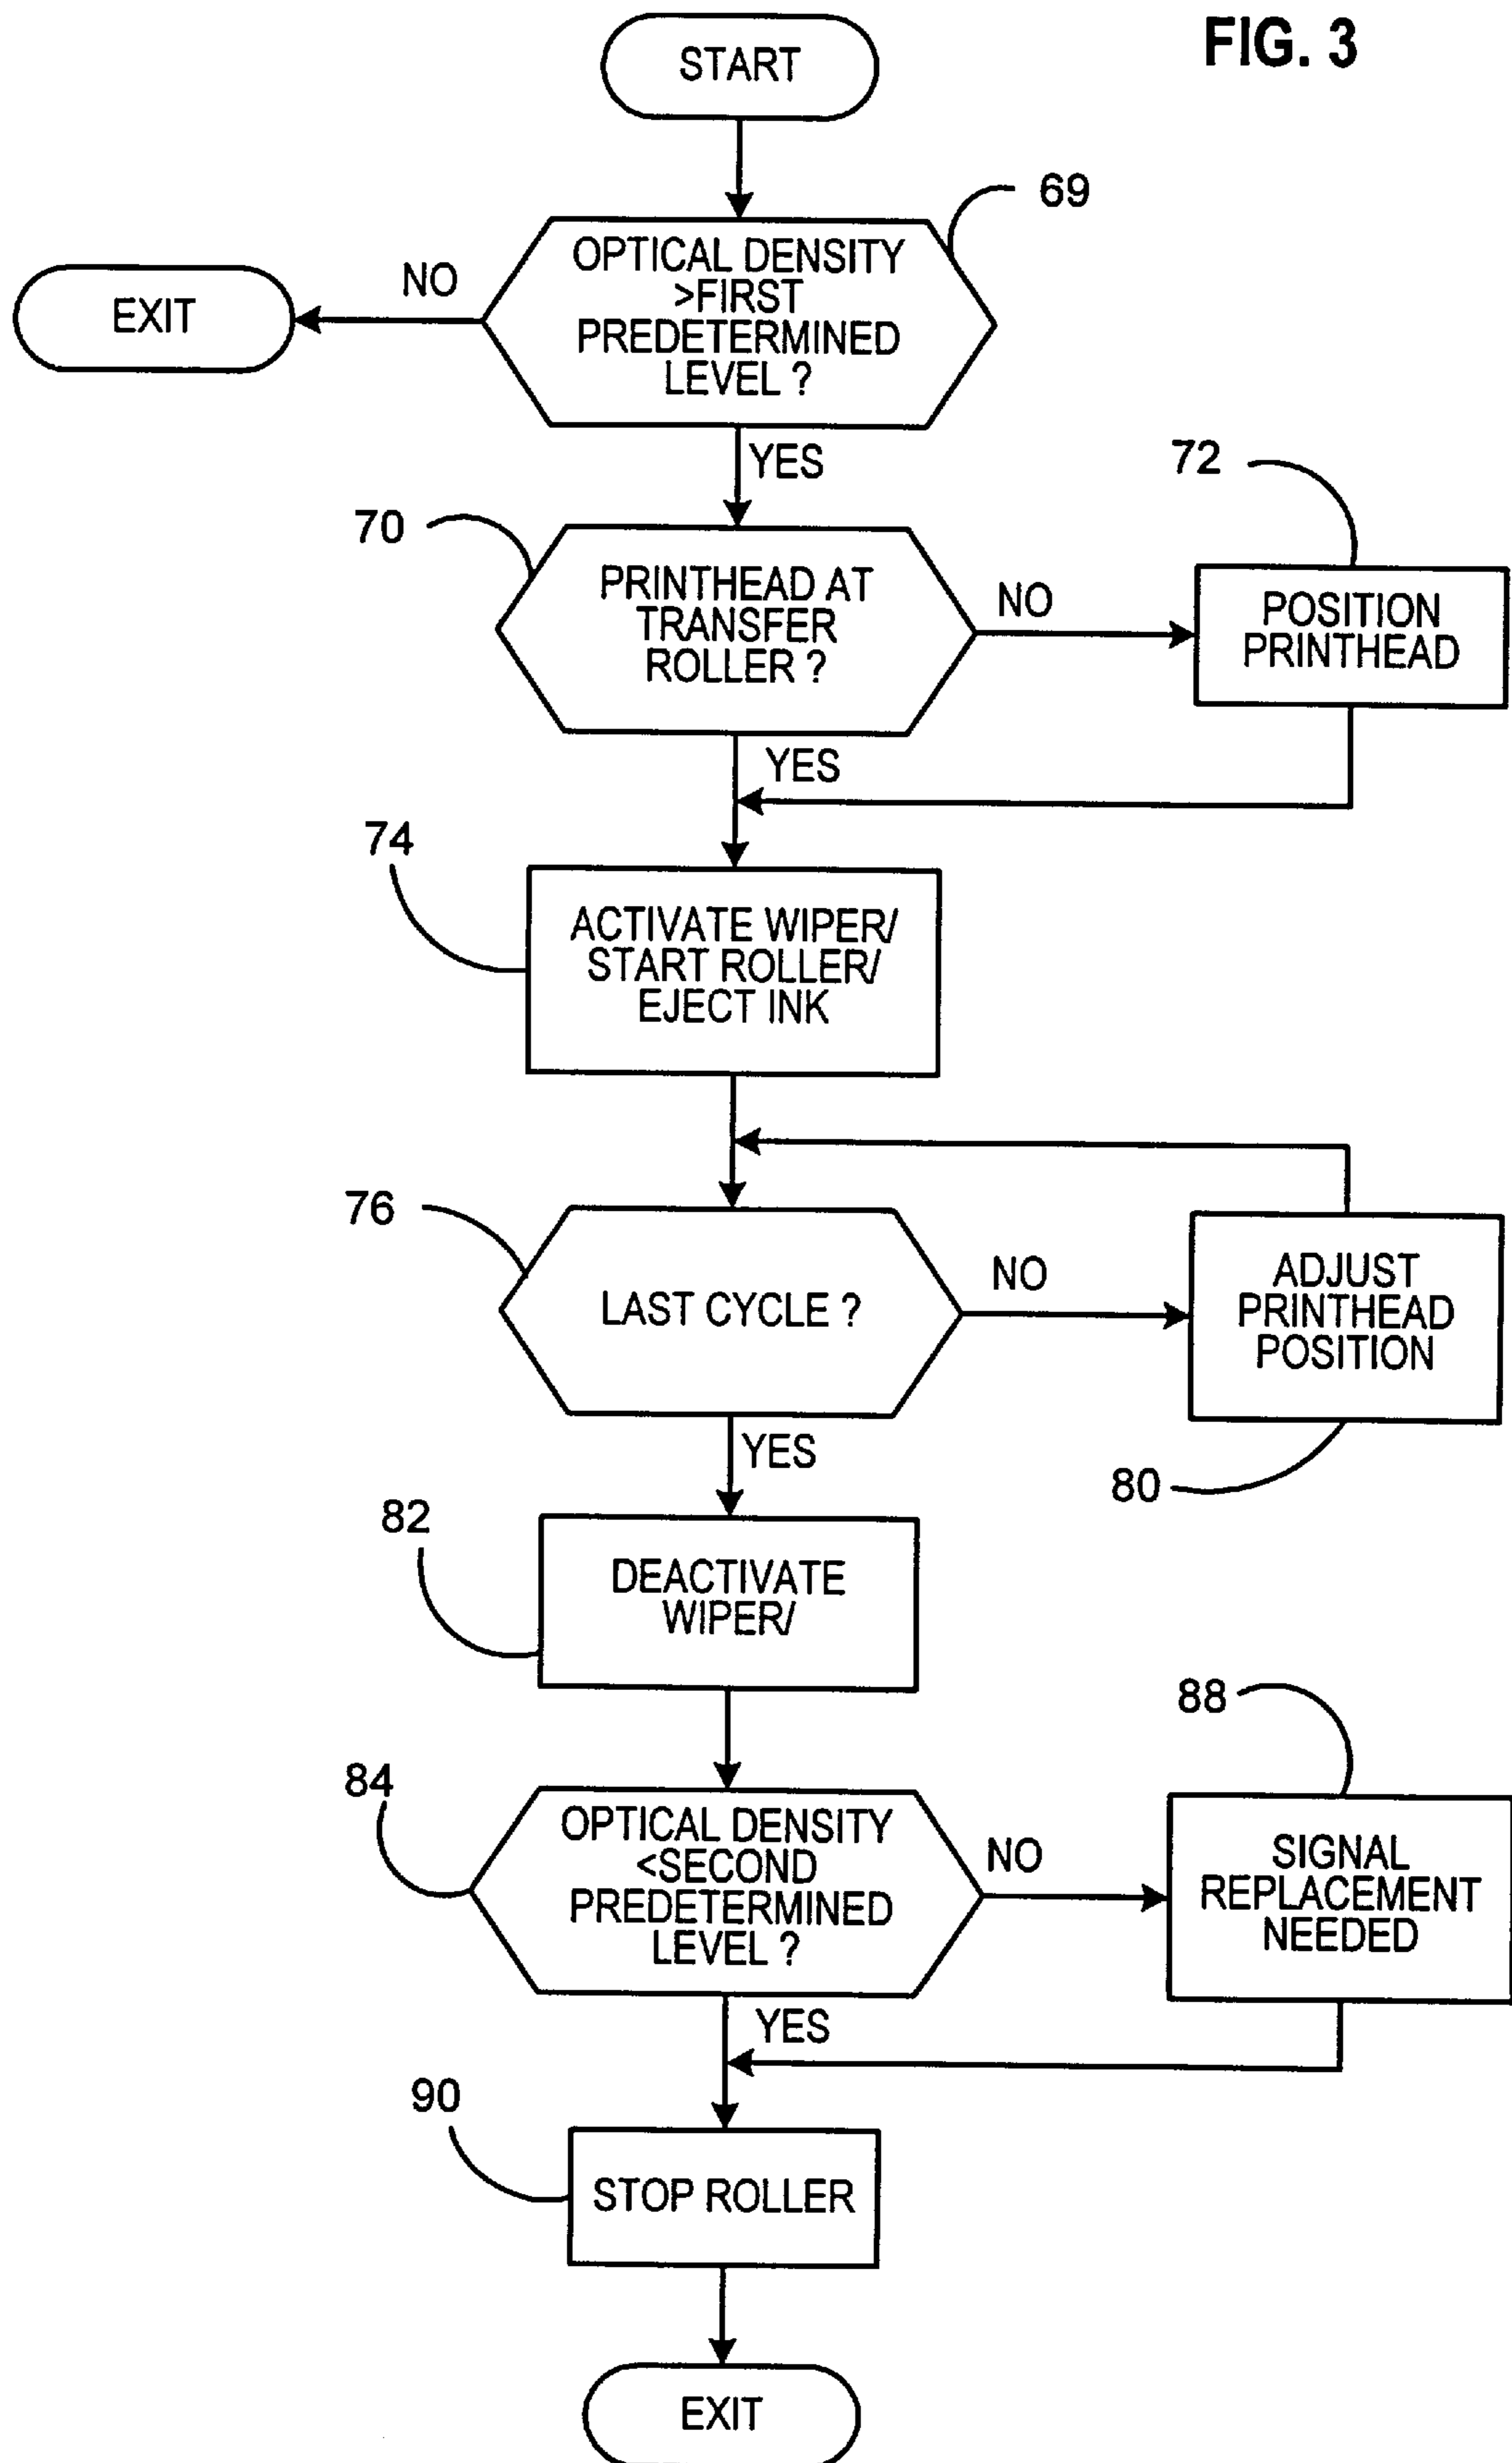 FIG. 3
START
69
OPTICAL DENSITY
>FIRST
PREDETERMINED
LEVEL ?
NO
EXIT
YES
70
PRINTHEAD AT
TRANSFER
ROLLER ?
NO
72
POSITION
PRINTHEAD
YES
74
ACTIVATE WIPER/
START ROLLER/
EJECT INK
76
LAST CYCLE ?
NO
ADJUST
PRINTHEAD
POSITION
80
YES
82
DEACTIVATE
WIPER/
84
OPTICAL DENSITY
<SECOND
PREDETERMINED
LEVEL ?
NO
88
SIGNAL
REPLACEMENT
NEEDED
YES
90
STOP ROLLER
EXIT